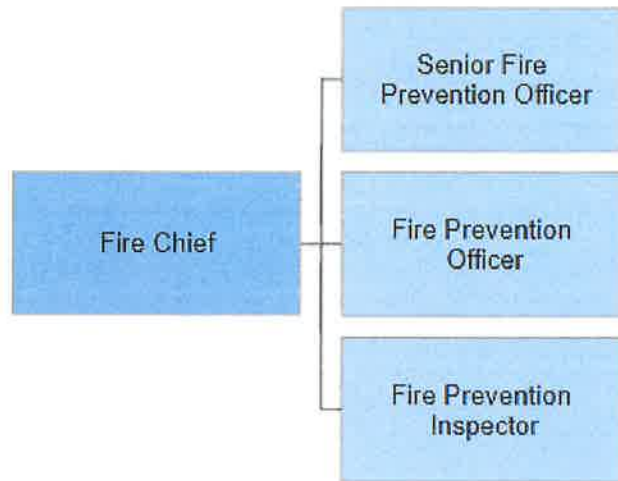 Senior Fire
Prevention Officer
Fire Chief
Fire Prevention
Officer
Fire Prevention
Inspector